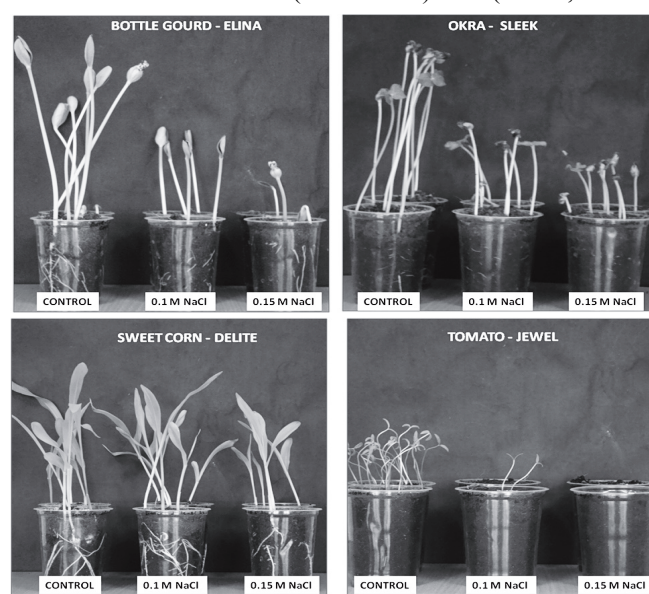 BOTTLE GOURD - ELINA
CONTROL
0.1 M NaCl
0.15 M NaCl
OKRA - SLEEK
CONTROL
0.1 M NaCl
0.15 M NaCl
SWEET CORN - DELITE
CONTROL
0.1 M NaCl
0.15 M NaCl
TOMATO - JEWEL
CONTROL
0.1 M NaCl
0.15 M NaCl